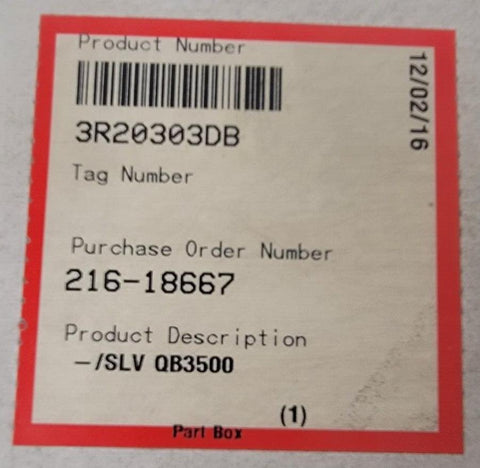 Product Number
12/02/16
3R20303DB
Tag Number
Purchase Order Number
216-18667
Product Description
-/SLV QB3500
(1)
Part Box